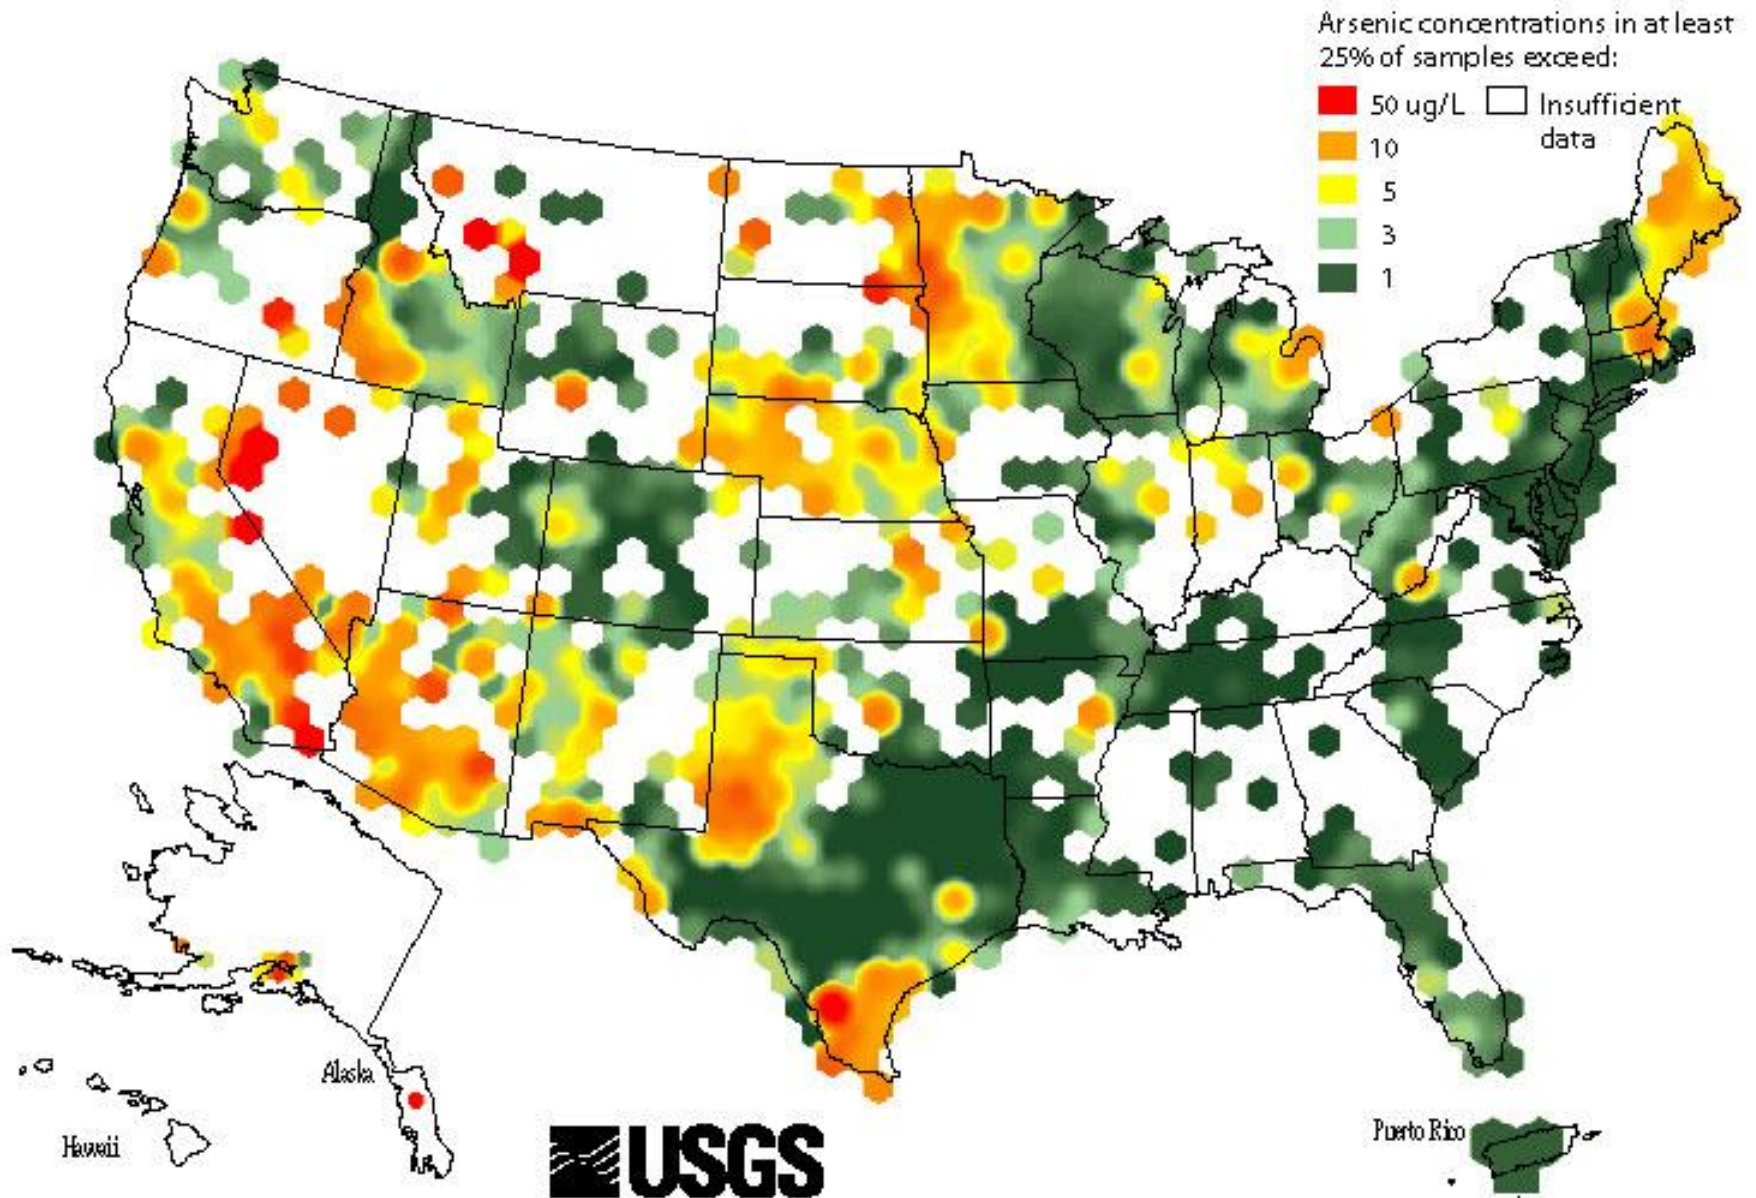 Arsenic concentrations in at least
25% of samples exceed:
50 ug/L Insufficient
data
10
5
3
1
Alaska
Hawaii
Puerto Rico
USGS